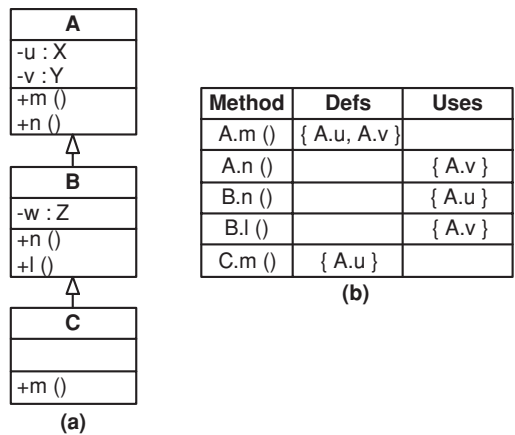 A
-u : X
-v : Y
+m ()
+n ()
B
-w : Z
+n ()
+l ()
C
+m ()
(a)
Method Defs Uses
A.m () { A.u, A.v }
A.n () { A.v }
B.n () { A.u }
B.l () { A.v }
C.m () { A.u }
(b)